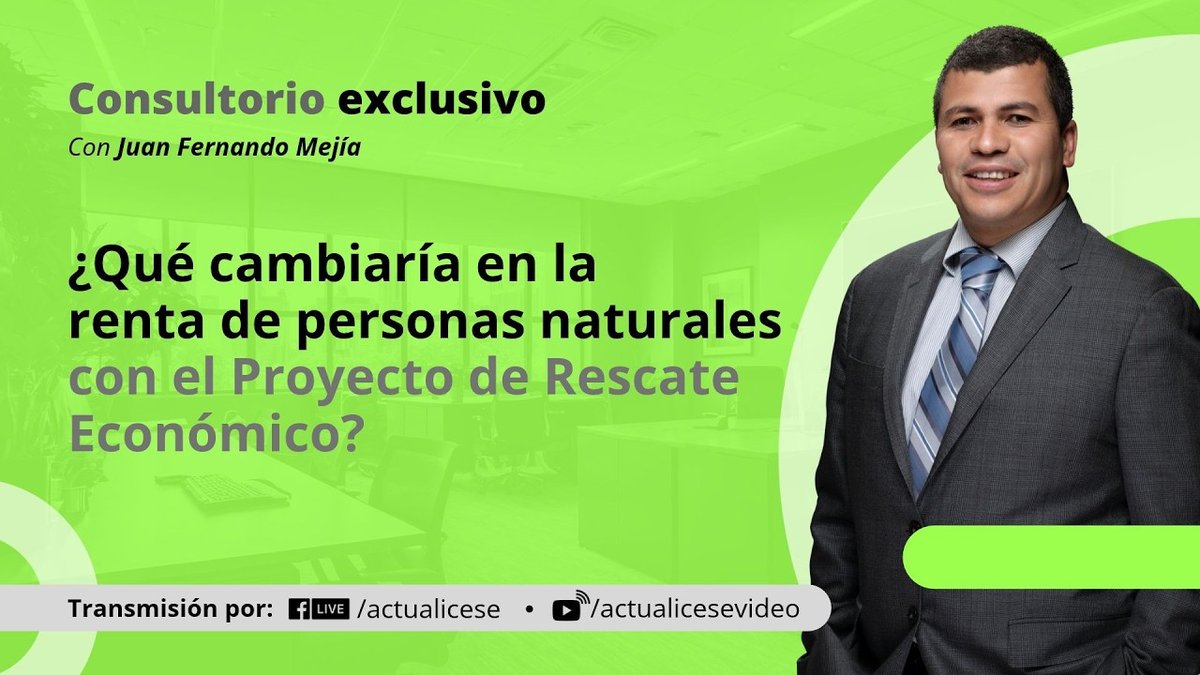 Consultorio exclusivo
Con Juan Fernando Mejía
¿Qué cambiaría en la
renta de personas naturales
con el Proyecto de Rescate
Económico?
Transmisión por: LIVE /actualicese • /actualicesevideo